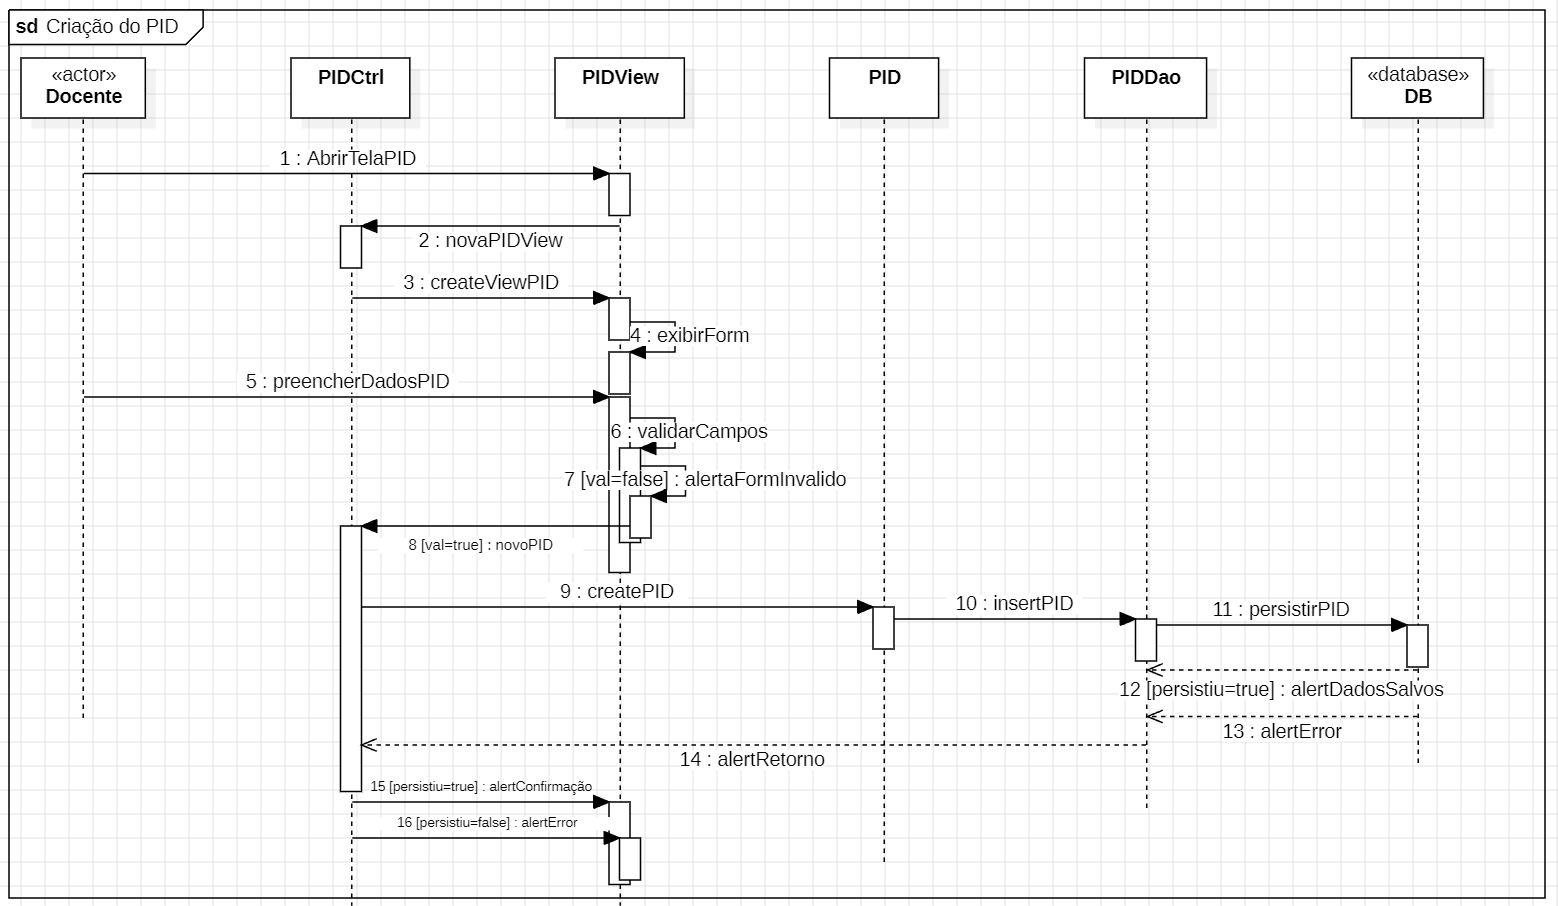 sd Criação do PID
«actor»
Docente
PIDCtrl
PIDView
PID
PIDDao
«database»
DB
1 : AbrirTelaPID
2 : novaPIDView
3 : createViewPID
4 : exibirForm
5 : preencherDadosPID
6 : validarCampos
7 [val=false] : alertaFormInvalido
8 [val=true] : novoPID
9 : createPID
10 : insertPID
11 : persistirPID
12 [persistiu=true] : alertDadosSalvos
13 : alertError
14 : alertRetorno
15 [persistiu=true] : alertConfirmação
16 [persistiu=false] : alertError